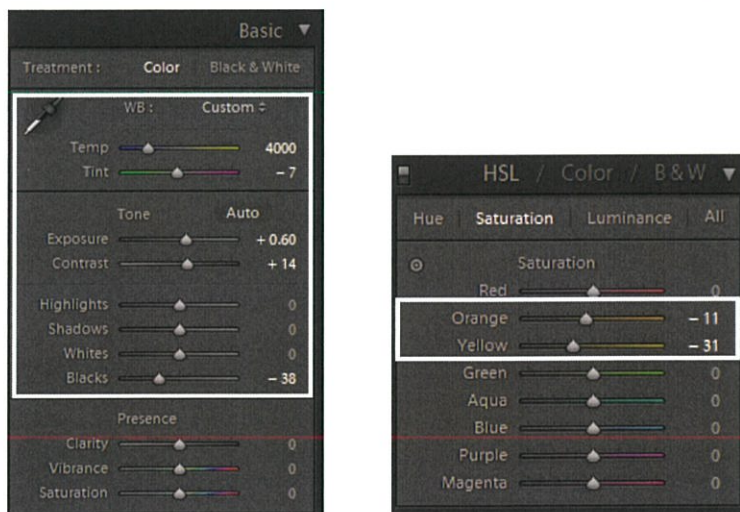 Basic
Treatment : Color Black & White
WB : Custom
Temp 4000
Tint - 7
Tone Auto
Exposure + 0.60
Contrast + 14
Highlights 0
Shadows 0
Whites 0
Blacks - 38
Presence
Clarity 0
Vibrance 0
Saturation 0
HSL / Color / B & W
Hue Saturation Luminance All
Saturation
Red 0
Orange - 11
Yellow - 31
Green 0
Aqua 0
Blue 0
Purple 0
Magenta 0